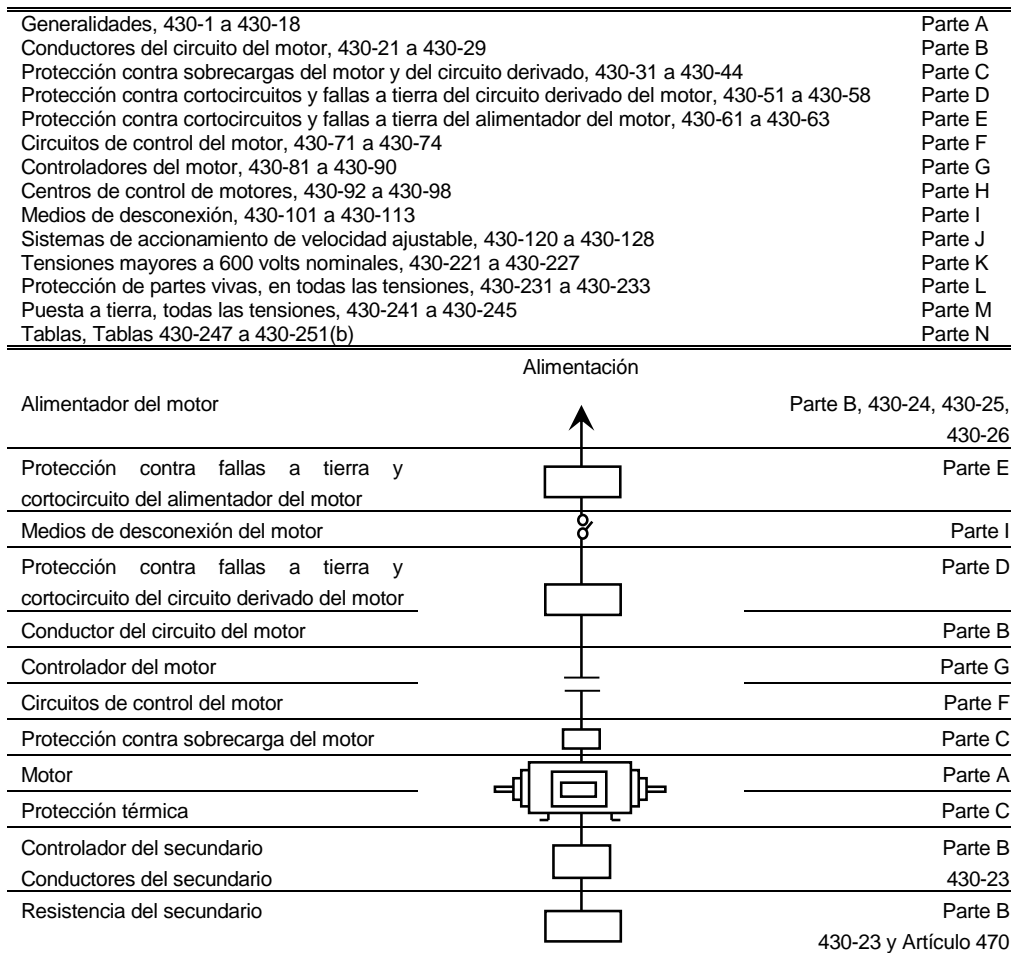 Generalidades, 430-1 a 430-18 Parte A
Conductores del circuito del motor, 430-21 a 430-29 Parte B
Protección contra sobrecargas del motor y del circuito derivado, 430-31 a 430-44 Parte C
Protección contra cortocircuitos y fallas a tierra del circuito derivado del motor, 430-51 a 430-58 Parte D
Protección contra cortocircuitos y fallas a tierra del alimentador del motor, 430-61 a 430-63 Parte E
Circuitos de control del motor, 430-71 a 430-74 Parte F
Controladores del motor, 430-81 a 430-90 Parte G
Centros de control de motores, 430-92 a 430-98 Parte H
Medios de desconexión, 430-101 a 430-113 Parte I
Sistemas de accionamiento de velocidad ajustable, 430-120 a 430-128 Parte J
Tensiones mayores a 600 volts nominales, 430-221 a 430-227 Parte K
Protección de partes vivas, en todas las tensiones, 430-231 a 430-233 Parte L
Puesta a tierra, todas las tensiones, 430-241 a 430-245 Parte M
Tablas, Tablas 430-247 a 430-251(b) Parte N
Alimentación
Alimentador del motor Parte B, 430-24, 430-25,
430-26
Protección contra fallas a tierra y Parte E
cortocircuito del alimentador del motor
Medios de desconexión del motor Parte I
Protección contra fallas a tierra y Parte D
cortocircuito del circuito derivado del motor
Conductor del circuito del motor Parte B
Controlador del motor Parte G
Circuitos de control del motor Parte F
Protección contra sobrecarga del motor Parte C
Motor Parte A
Protección térmica Parte C
Controlador del secundario Parte B
Conductores del secundario 430-23
Resistencia del secundario Parte B
430-23 y Artículo 470